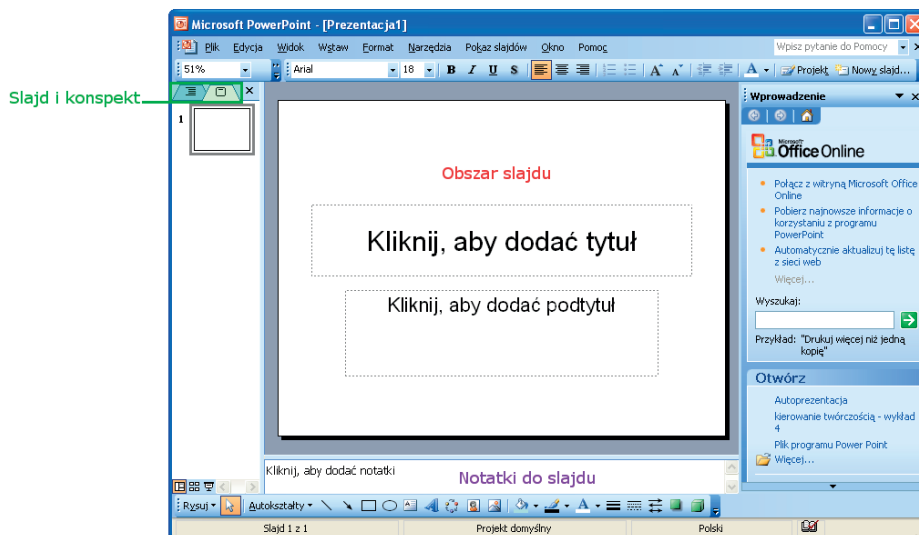 Microsoft PowerPoint - [Prezentacja1]
Plik Edycja Widok Wstaw Format Narzędzia Pokaz slajdów Okno Pomoc
Wpisz pytanie do Pomocy
51%
Arial
18
B I U S
A A
A
Projekt
Nowy slajd...
Slajd i konspekt
1
Obszar slajdu
Kliknij, aby dodać tytuł
Kliknij, aby dodać podtytuł
Kliknij, aby dodać notatki
Notatki do slajdu
Wprowadzenie
Microsoft
Office Online
Połącz z witryną Microsoft Office
Online
Pobierz najnowsze informacje o
korzystaniu z programu
PowerPoint
Automatycznie aktualizuj tę listę
z sieci web
Więcej...
Wyszukaj:
Przykład: "Drukuj więcej niż jedną
kopię"
Otwórz
Autoprezentacja
kierowanie twórczością - wykład
4
Plik programu Power Point
Więcej...
Rysuj
Autokształty
A
A
Slajd 1 z 1
Projekt domyślny
Polski